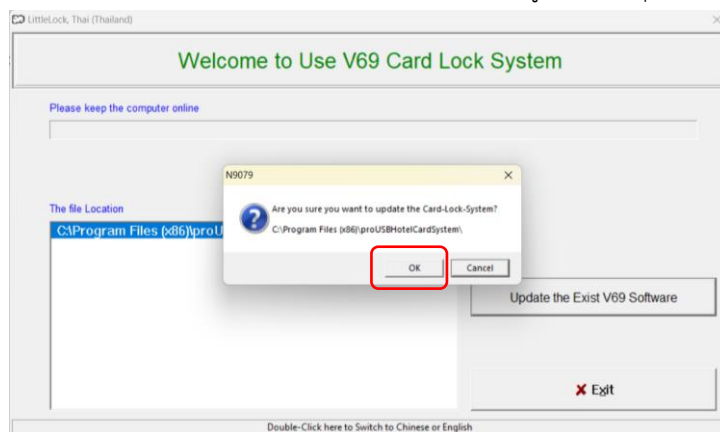 LittleLock, Thai (Thailand)
Welcome to Use V69 Card Lock System
Please keep the computer online
N9079
Are you sure you want to update the Card-Lock-System?
C:\Program Files (x86)\proUSBHotelCardSystem\
OK
Cancel
The file Location
C:\Program Files (x86)\proU
Update the Exist V69 Software
Exit
Double-Click here to Switch to Chinese or English